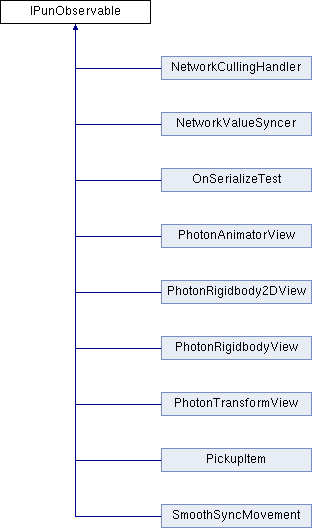 IPunObservable
NetworkCullingHandler
NetworkValueSyncer
OnSerializeTest
PhotonAnimatorView
PhotonRigidbody2DView
PhotonRigidbodyView
PhotonTransformView
PickupItem
SmoothSyncMovement